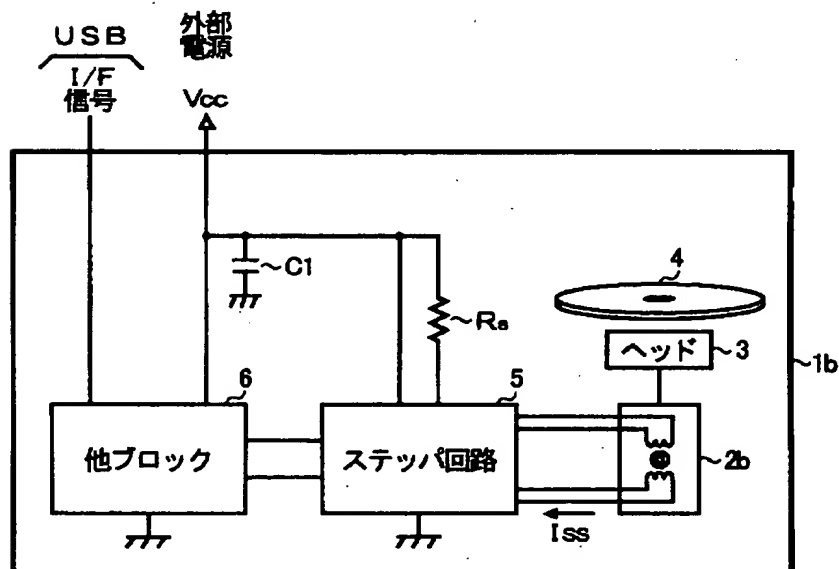 USB
I/F
信号
外部
電源
Vcc
C1
Rs
4
ヘッド
3
1b
6
他ブロック
5
ステッパ回路
2b
Iss